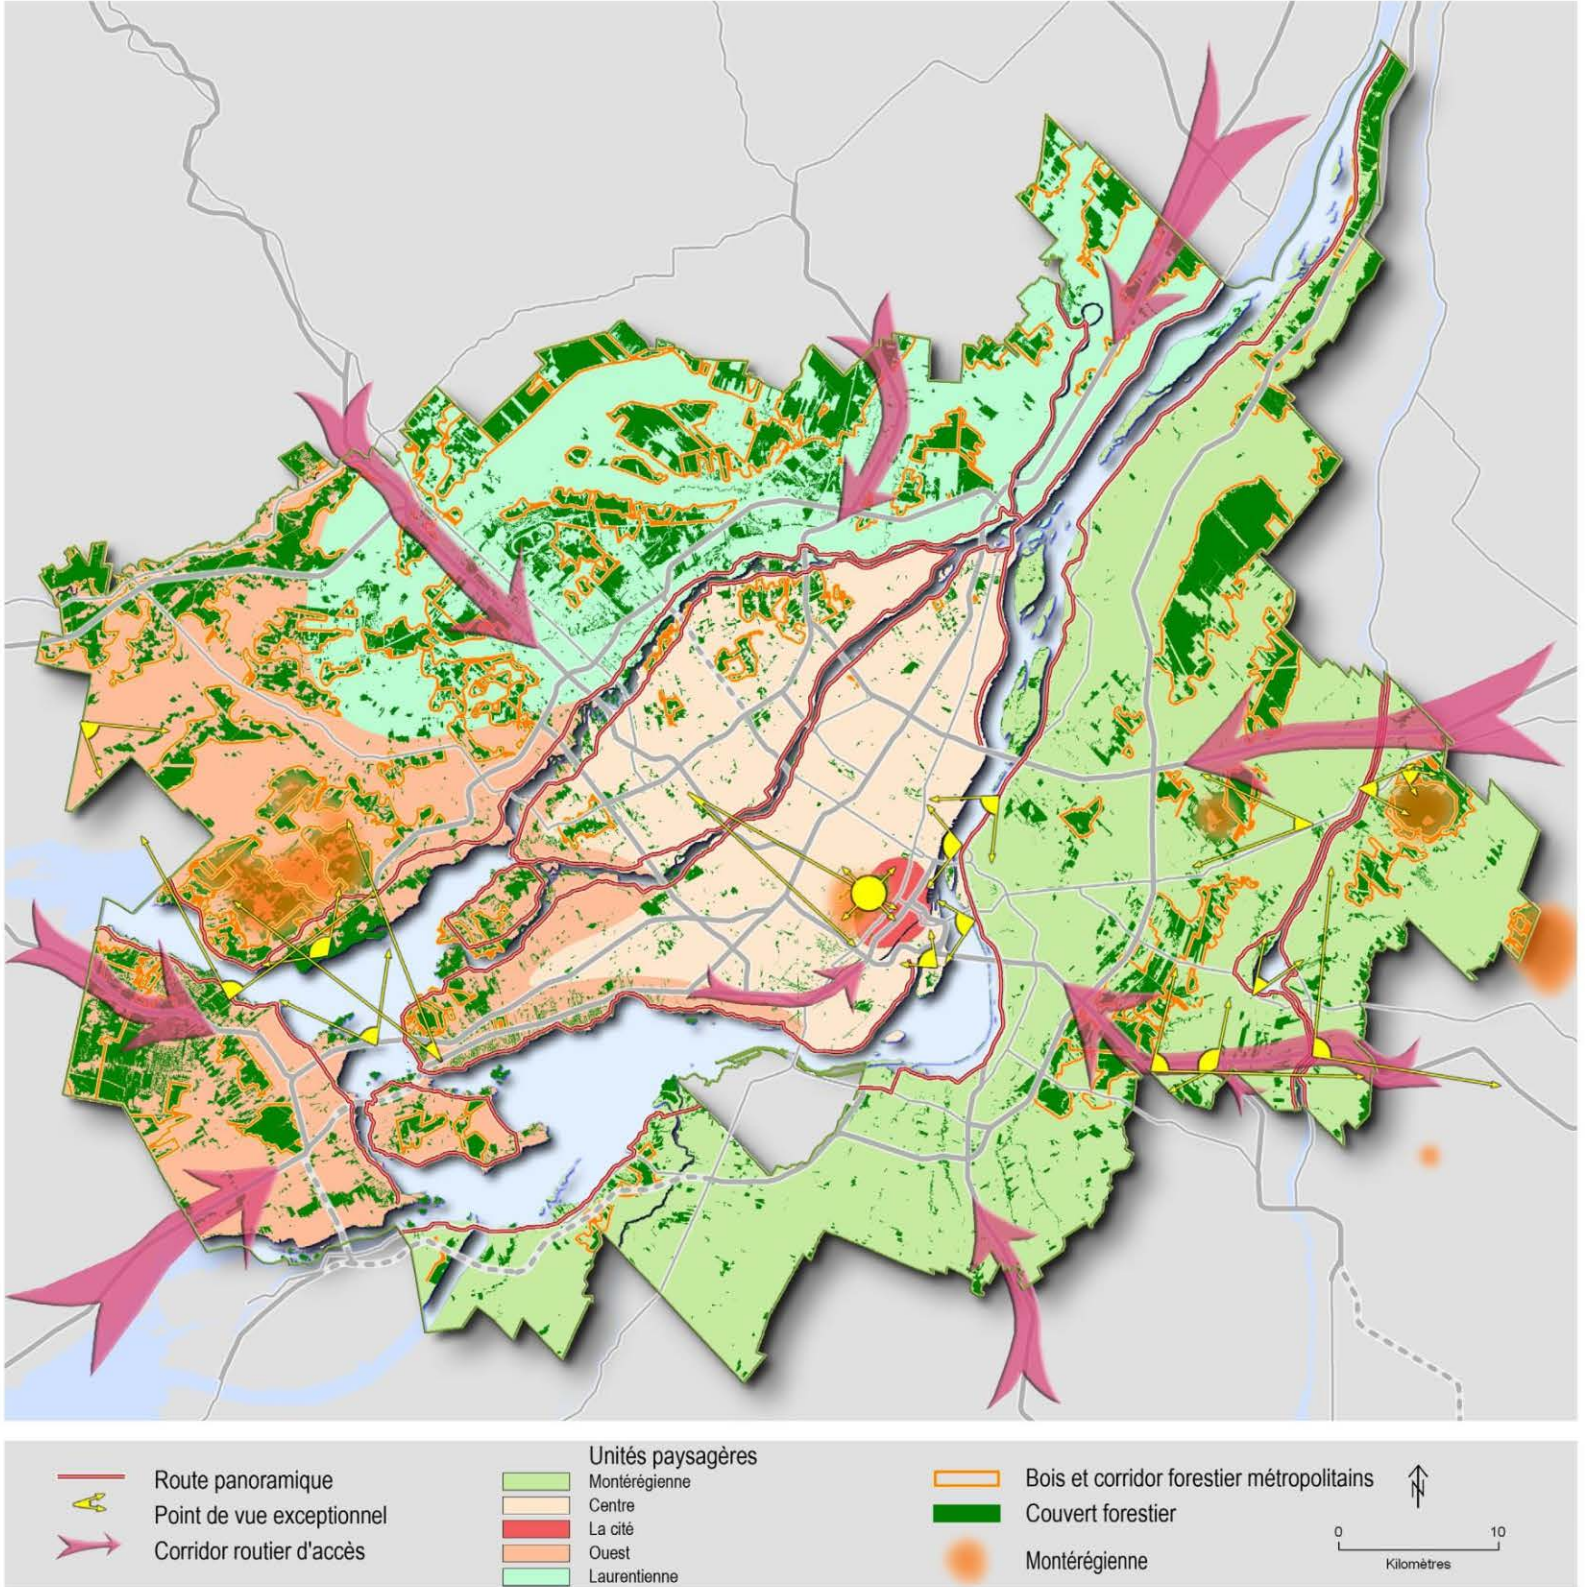 Route panoramique
Point de vue exceptionnel
Corridor routier d'accès
Unités paysagères
Montérégienne
Centre
La cité
Ouest
Laurentienne
Bois et corridor forestier métropolitains
Couvert forestier
Montérégienne
N
0 10
Kilomètres